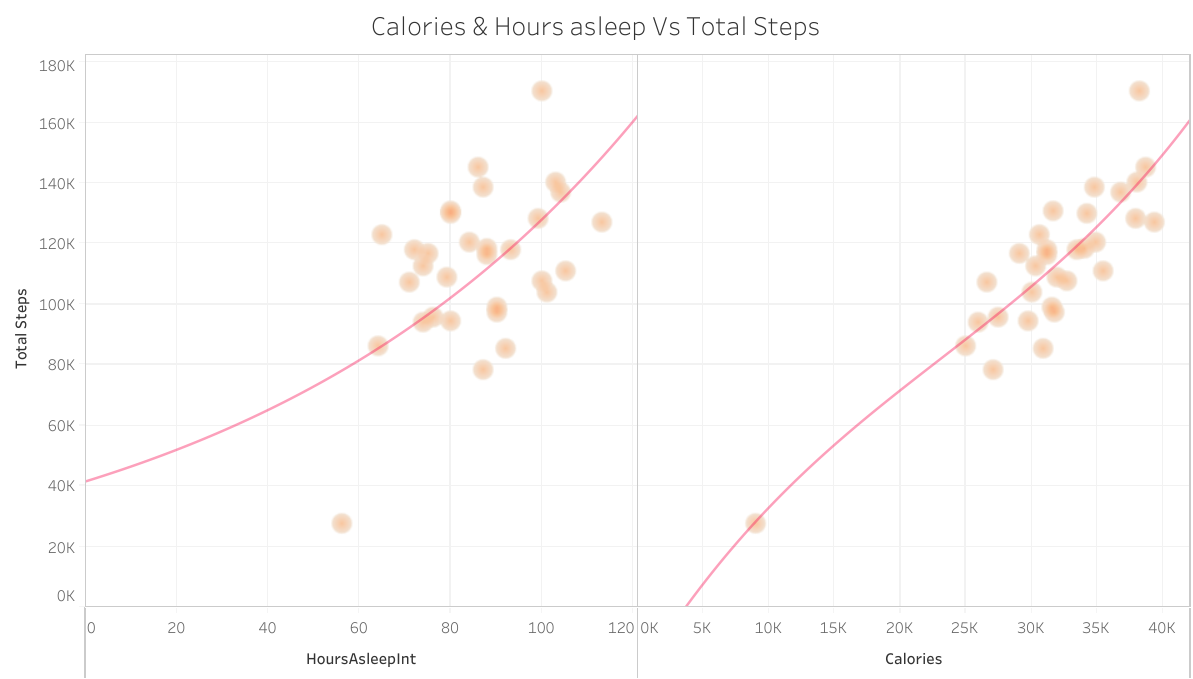 Calories & Hours asleep Vs Total Steps
180K
160K
140K
120K
100K
80K
60K
40K
20K
0K
Total Steps
0 20 40 60 80 100 120 0K 5K 10K 15K 20K 25K 30K 35K 40K
HoursAsleepInt Calories